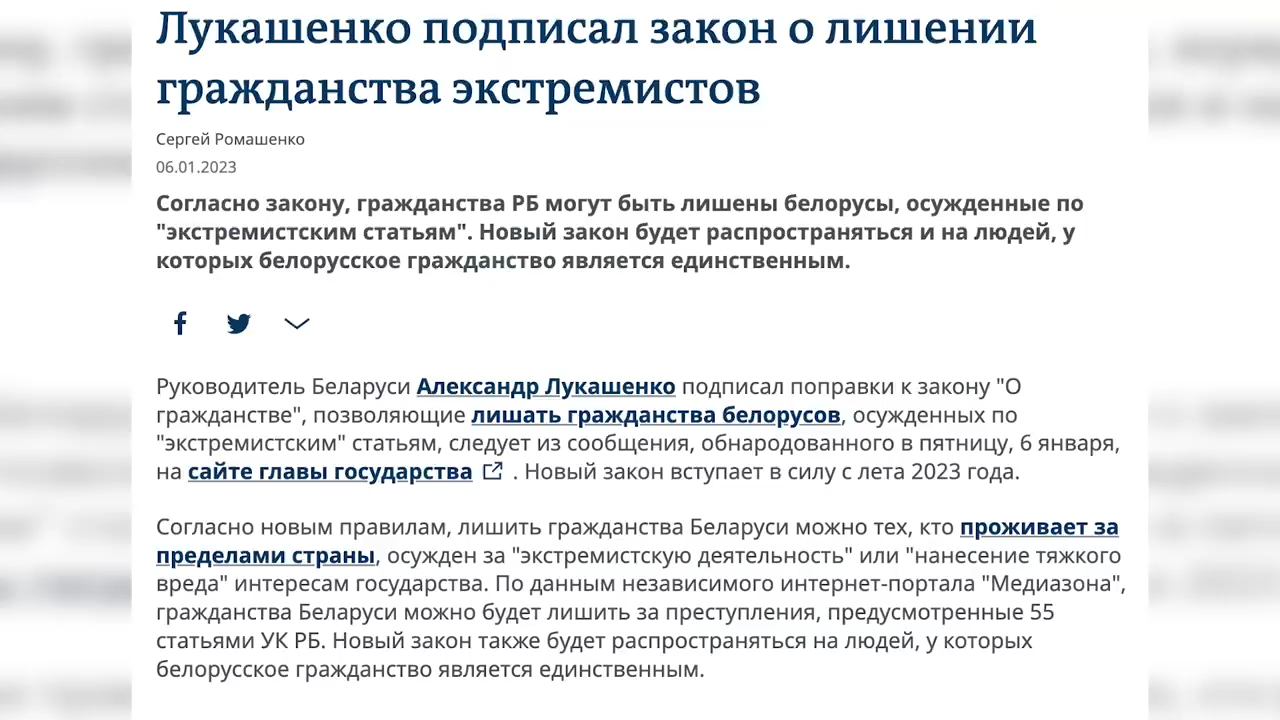 Лукашенко подписал закон о лишении
гражданства экстремистов
Сергей Ромашенко
06.01.2023
Согласно закону, гражданства РБ могут быть лишены белорусы, осужденные по
"экстремистским статьям". Новый закон будет распространяться и на людей, у
которых белорусское гражданство является единственным.
Руководитель Беларуси Александр Лукашенко подписал поправки к закону "О
гражданстве", позволяющие лишать гражданства белорусов, осужденных по
"экстремистским" статьям, следует из сообщения, обнародованного в пятницу, 6 января,
на сайте главы государства . Новый закон вступает в силу с лета 2023 года.
Согласно новым правилам, лишить гражданства Беларуси можно тех, кто проживает за
пределами страны, осужден за "экстремистскую деятельность" или "нанесение тяжкого
вреда" интересам государства. По данным независимого интернет-портала "Медиазона",
гражданства Беларуси можно будет лишить за преступления, предусмотренные 55
статьями УК РБ. Новый закон также будет распространяться на людей, у которых
белорусское гражданство является единственным.